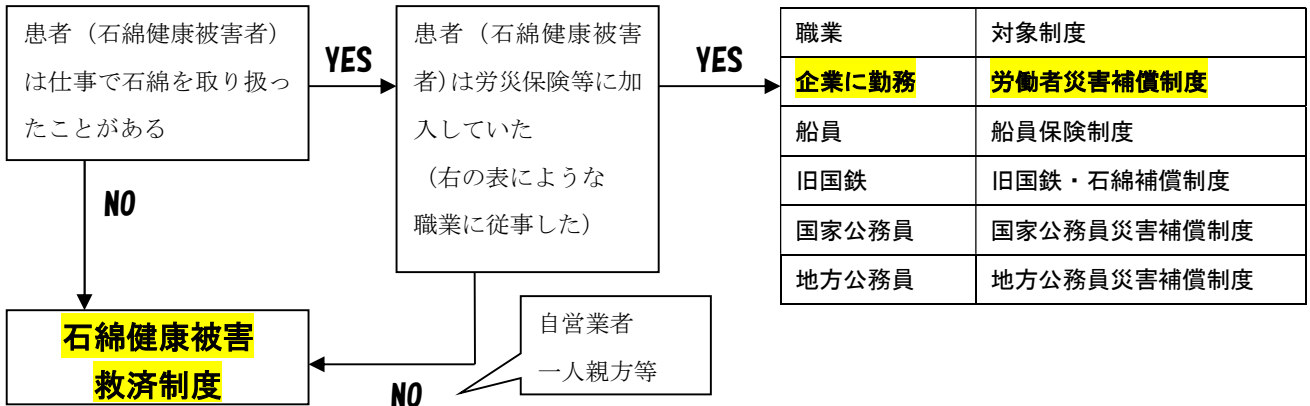 患者（石綿健康被害者）
は仕事で石綿を取り扱っ
たことがある
YES
患者（石綿健康被害
者）は労災保険等に加
入していた
（右の表にような
職業に従事した）
YES
職業 対象制度
企業に勤務 労働者災害補償制度
船員 船員保険制度
旧国鉄 旧国鉄・石綿補償制度
国家公務員 国家公務員災害補償制度
地方公務員 地方公務員災害補償制度
NO
石綿健康被害
救済制度
NO
自営業者
一人親方等